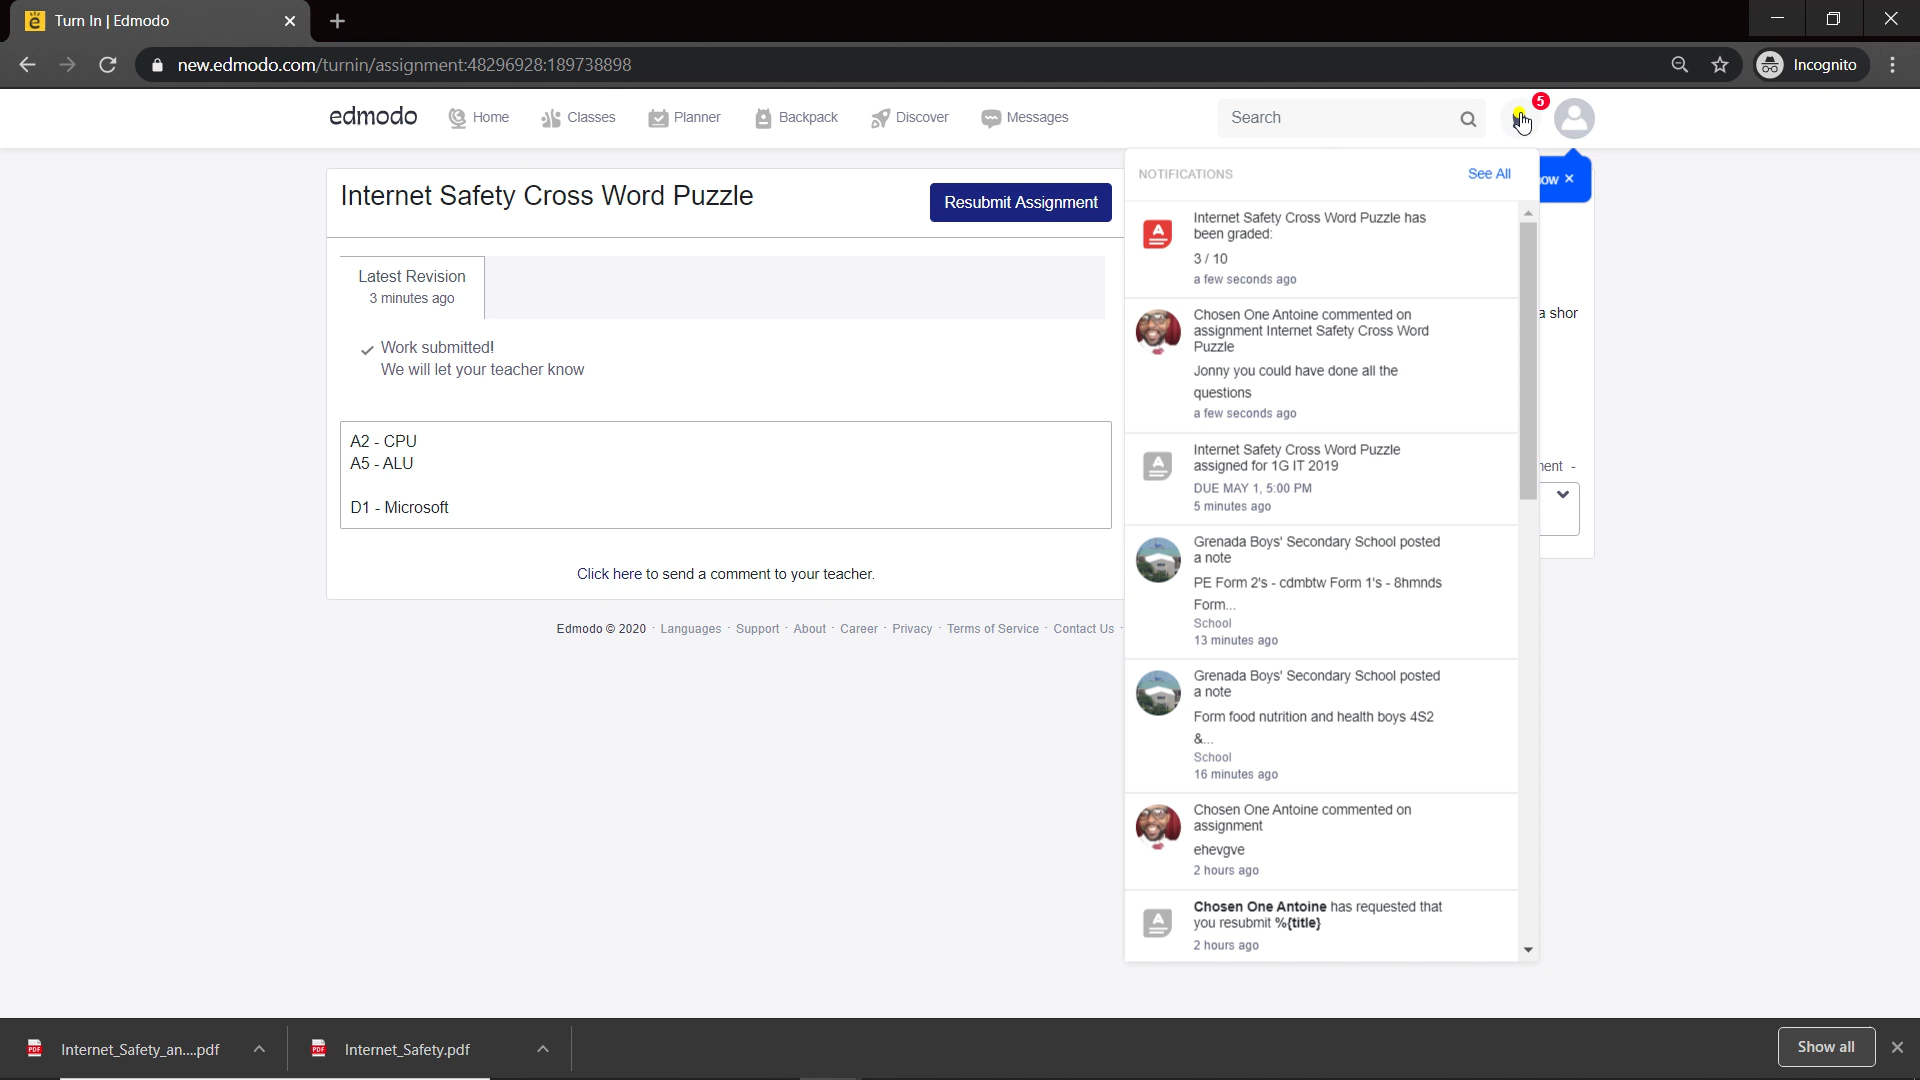 Turn In | Edmodo
new.edmodo.com/turnin/assignment:48296928:189738898
Incognito
edmodo
Home
Classes
Planner
Backpack
Discover
Messages
Search
5
Internet Safety Cross Word Puzzle
Resubmit Assignment
Latest Revision
3 minutes ago
Work submitted!
We will let your teacher know
A2 - CPU
A5 - ALU
D1 - Microsoft
Click here to send a comment to your teacher.
Edmodo © 2020 · Languages · Support · About · Career · Privacy · Terms of Service · Contact Us ·
NOTIFICATIONS
See All
Internet Safety Cross Word Puzzle has
been graded:
3 / 10
a few seconds ago
Chosen One Antoine commented on
assignment Internet Safety Cross Word
Puzzle
Jonny you could have done all the
questions
a few seconds ago
Internet Safety Cross Word Puzzle
assigned for 1G IT 2019
DUE MAY 1, 5:00 PM
5 minutes ago
Grenada Boys' Secondary School posted
a note
PE Form 2's - cdmbtw Form 1's - 8hmnds
Form...
School
13 minutes ago
Grenada Boys' Secondary School posted
a note
Form food nutrition and health boys 4S2
&...
School
16 minutes ago
Chosen One Antoine commented on
assignment
ehevgve
2 hours ago
Chosen One Antoine has requested that
you resubmit %{title}
2 hours ago
a shor
Internet_Safety_an....pdf
Internet_Safety.pdf
Show all